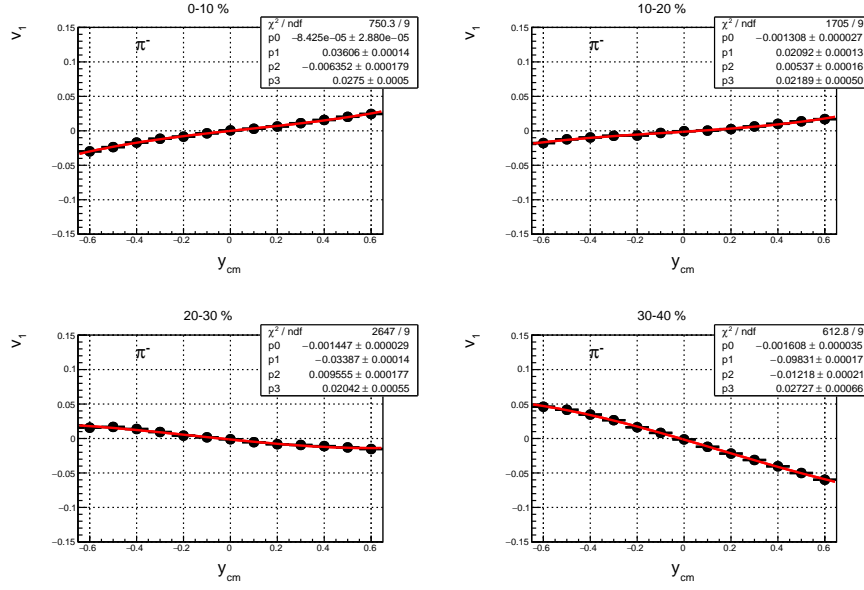 0-10 %
v₁
π⁻
χ² / ndf 750.3 / 9
p0 −8.425e−05 ± 2.880e−05
p1 0.03606 ± 0.00014
p2 −0.006352 ± 0.000179
p3 0.0275 ± 0.0005
0.15
0.1
0.05
0
−0.05
−0.1
−0.15
−0.6 −0.4 −0.2 0 0.2 0.4 0.6
y_cm
10-20 %
v₁
π⁻
χ² / ndf 1705 / 9
p0 −0.001308 ± 0.000027
p1 0.02092 ± 0.00013
p2 0.00537 ± 0.00016
p3 0.02189 ± 0.00050
0.15
0.1
0.05
0
−0.05
−0.1
−0.15
−0.6 −0.4 −0.2 0 0.2 0.4 0.6
y_cm
20-30 %
v₁
π⁻
χ² / ndf 2647 / 9
p0 −0.001447 ± 0.000029
p1 −0.03387 ± 0.00014
p2 0.009555 ± 0.000177
p3 0.02042 ± 0.00055
0.15
0.1
0.05
0
−0.05
−0.1
−0.15
−0.6 −0.4 −0.2 0 0.2 0.4 0.6
y_cm
30-40 %
v₁
π⁻
χ² / ndf 612.8 / 9
p0 −0.001608 ± 0.000035
p1 −0.09831 ± 0.00017
p2 −0.01218 ± 0.00021
p3 0.02727 ± 0.00066
0.15
0.1
0.05
0
−0.05
−0.1
−0.15
−0.6 −0.4 −0.2 0 0.2 0.4 0.6
y_cm